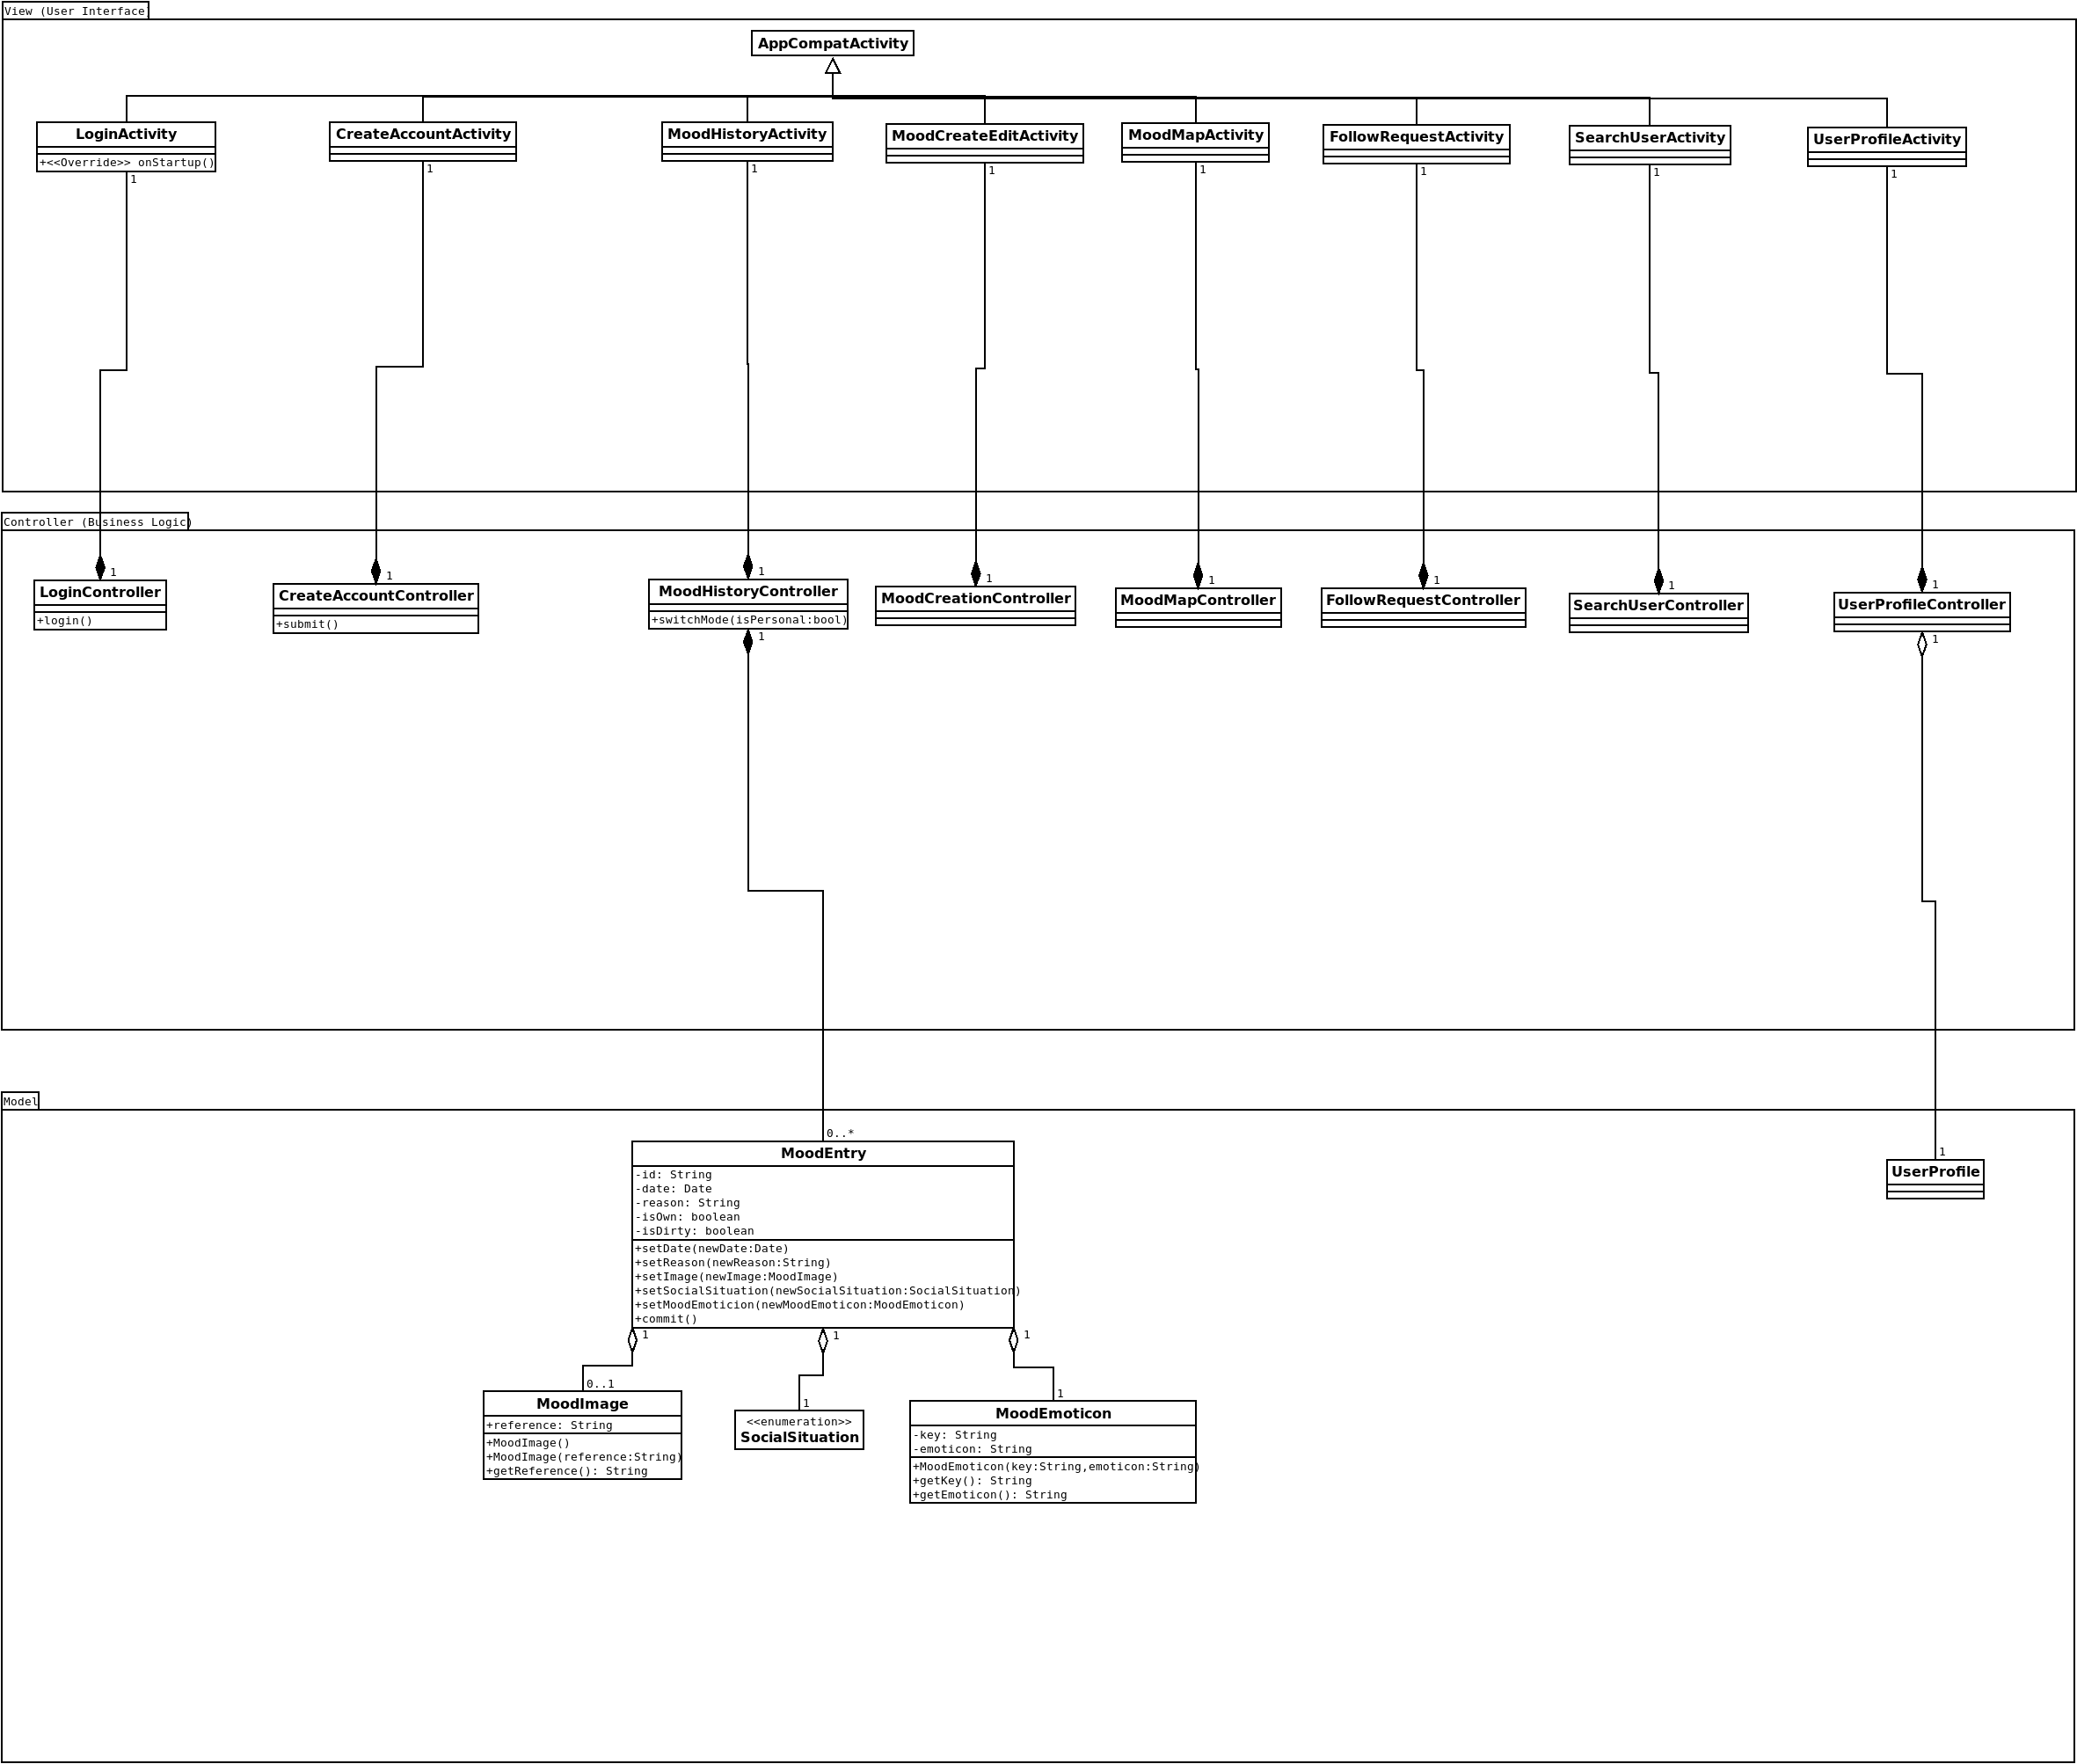 View (User Interface)
AppCompatActivity
LoginActivity
+<<Override>> onStartup()
1
CreateAccountActivity
1
MoodHistoryActivity
1
MoodCreateEditActivity
1
MoodMapActivity
1
FollowRequestActivity
1
SearchUserActivity
1
UserProfileActivity
1
Controller (Business Logic)
1
LoginController
+login()
1
CreateAccountController
+submit()
1
MoodHistoryController
+switchMode(isPersonal:bool)
1
1
MoodCreationController
1
MoodMapController
1
FollowRequestController
1
SearchUserController
1
UserProfileController
1
Model
0..*
MoodEntry
-id: String
-date: Date
-reason: String
-isOwn: boolean
-isDirty: boolean
+setDate(newDate:Date)
+setReason(newReason:String)
+setImage(newImage:MoodImage)
+setSocialSituation(newSocialSituation:SocialSituation)
+setMoodEmoticion(newMoodEmoticon:MoodEmoticon)
+commit()
1
1
1
1
UserProfile
0..1
MoodImage
+reference: String
+MoodImage()
+MoodImage(reference:String)
+getReference(): String
1
<<enumeration>>
SocialSituation
1
MoodEmoticon
-key: String
-emoticon: String
+MoodEmoticon(key:String,emoticon:String)
+getKey(): String
+getEmoticon(): String